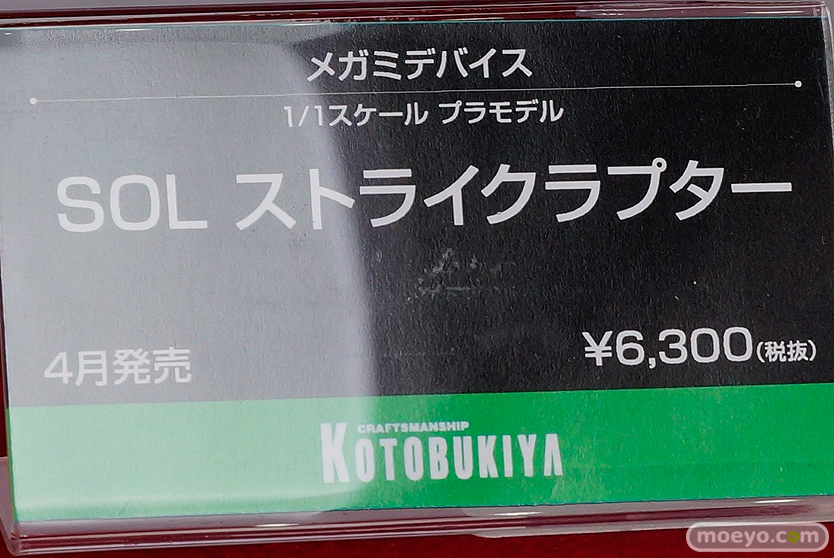 メガミデバイス
1/1スケール プラモデル
SOL ストライクラプター
4月発売
¥6,300(税抜)
CRAFTSMANSHIP
KOTOBUKIYA
moeyo.com